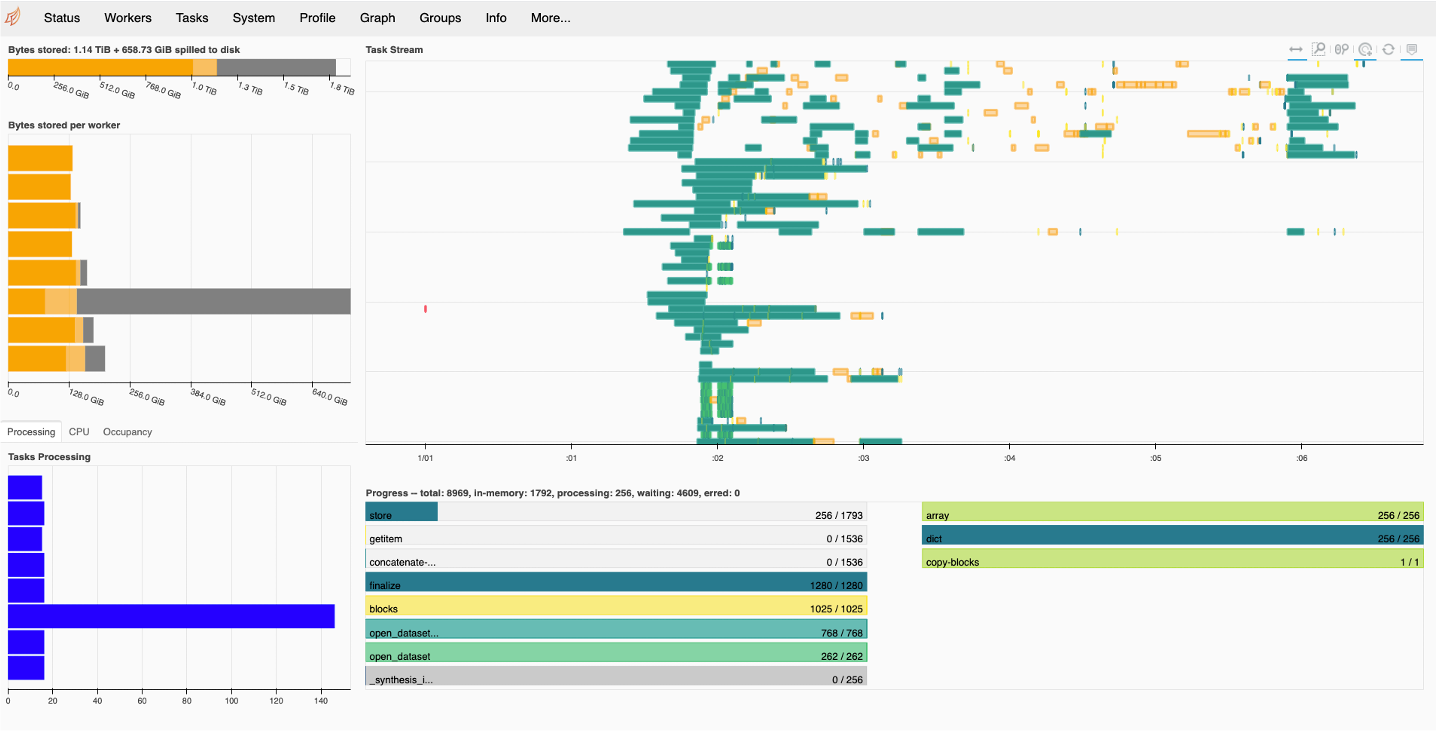 Status Workers Tasks System Profile Graph Groups Info More...
Bytes stored: 1.14 TiB + 658.73 GiB spilled to disk
0.0 256.0 GiB 512.0 GiB 768.0 GiB 1.0 TiB 1.3 TiB 1.5 TiB 1.8 TiB
Bytes stored per worker
0.0 128.0 GiB 256.0 GiB 384.0 GiB 512.0 GiB 640.0 GiB
Processing CPU Occupancy
Tasks Processing
0 20 40 60 80 100 120 140
Task Stream
1/01 :01 :02 :03 :04 :05 :06
Progress -- total: 8969, in-memory: 1792, processing: 256, waiting: 4609, erred: 0
store 256 / 1793
getitem 0 / 1536
concatenate-... 0 / 1536
finalize 1280 / 1280
blocks 1025 / 1025
open_dataset... 768 / 768
open_dataset 262 / 262
_synthesis_i... 0 / 256
array 256 / 256
dict 256 / 256
copy-blocks 1 / 1